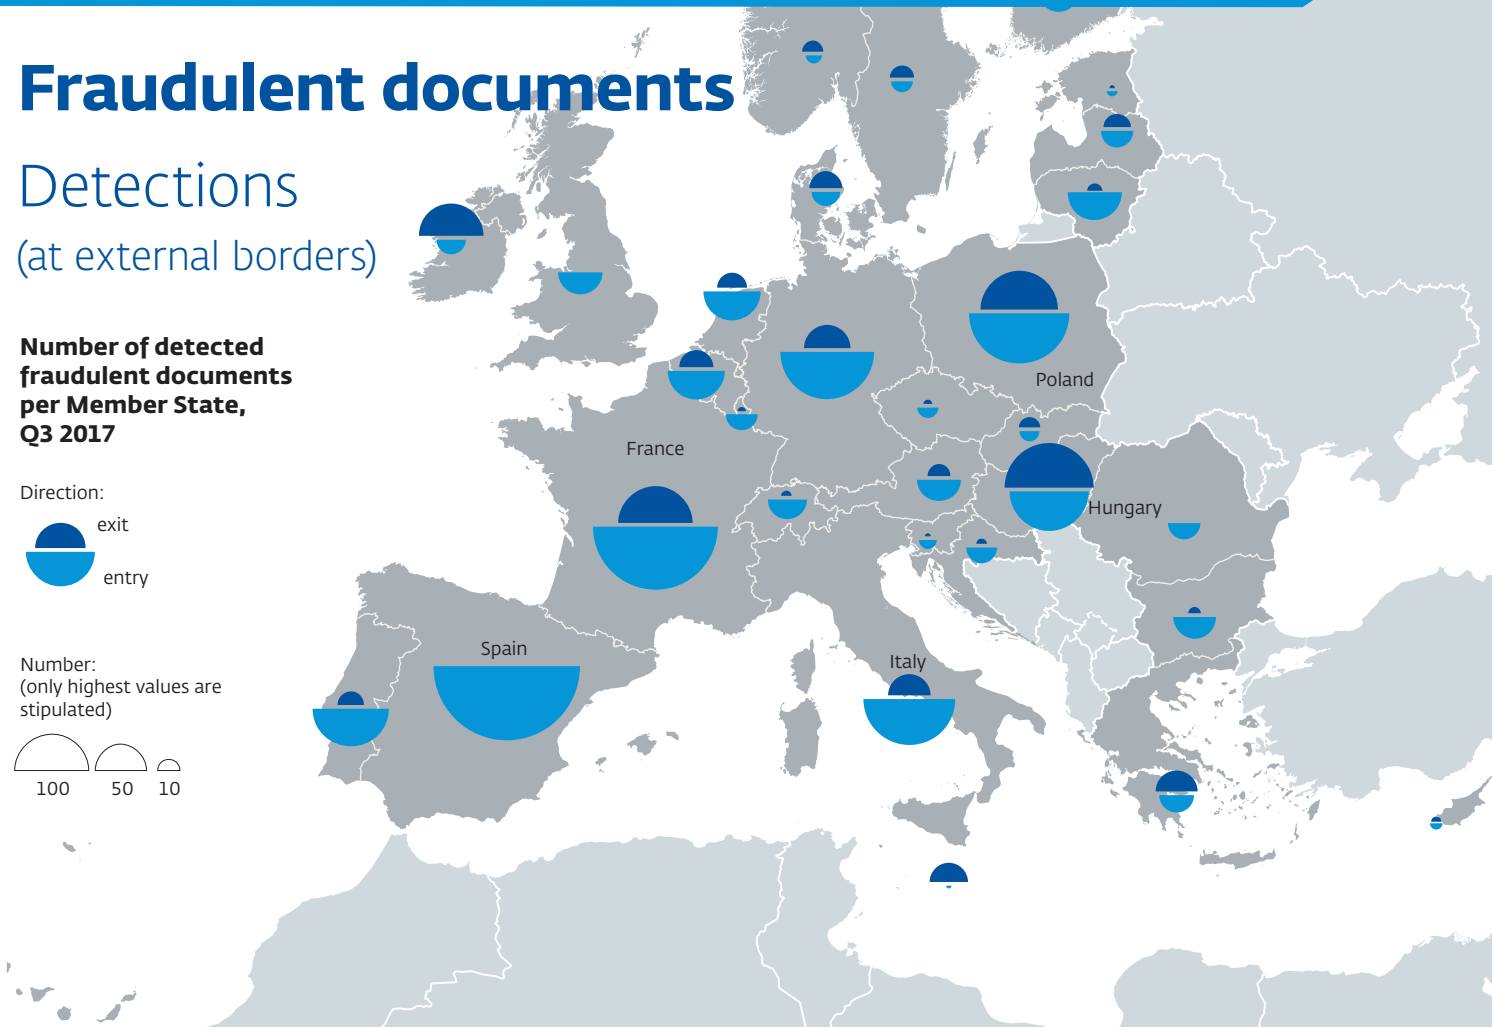 Fraudulent documents
Detections
(at external borders)
Number of detected
fraudulent documents
per Member State,
Q3 2017
Direction:
exit
entry
Number:
(only highest values are
stipulated)
100 50 10
Poland
France
Hungary
Spain
Italy